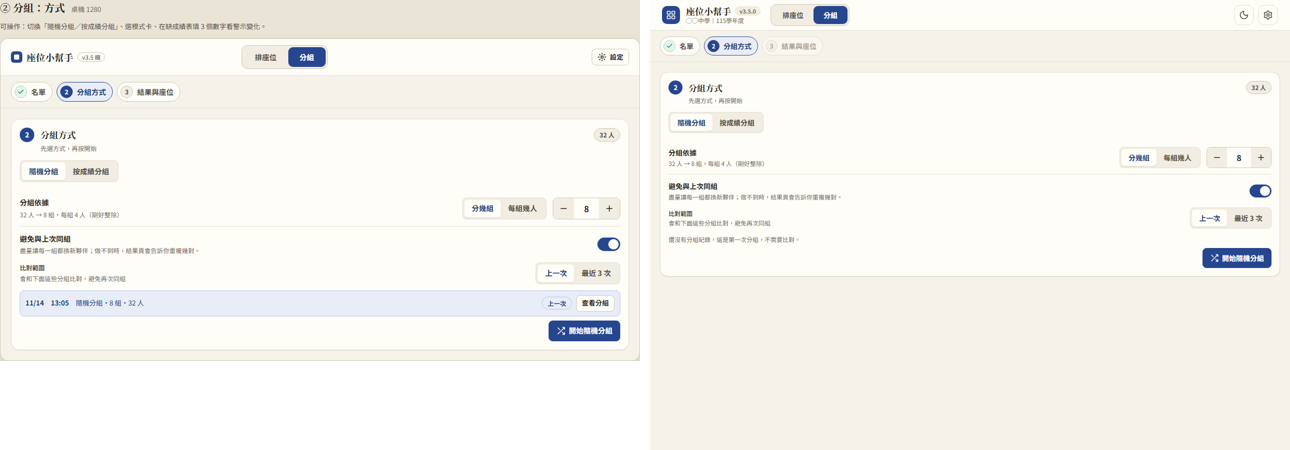 ② 分組：方式 桌機 1280
可操作：切換「隨機分組／按成績分組」、選模式卡、在缺成績表填 3 個數字看警示變化。
座位小幫手 v3.5 職
排座位 分組
設定
名單
2 分組方式
3 結果與座位
2 分組方式 32 人
先選方式，再按開始
隨機分組 按成績分組
分組依據
32 人 → 8 組，每組 4 人（剛好整除）
分幾組 每組幾人 − 8 +
避免與上次同組
盡量讓每一組都換新夥伴；做不到時，結果頁會告訴你重複幾對。
比對範圍
會和下面這些分組比對，避免再次同組
上一次 最近 3 次
11/14 13:05 隨機分組・8 組・32 人 上一次 查看分組
開始隨機分組
座位小幫手 v3.5.0
○○中學｜115學年度
排座位 分組
名單
2 分組方式
3 結果與座位
2 分組方式 32 人
先選方式，再按開始
隨機分組 按成績分組
分組依據
32 人 → 8 組，每組 4 人（剛好整除）
分幾組 每組幾人 − 8 +
避免與上次同組
盡量讓每一組都換新夥伴；做不到時，結果頁會告訴你重複幾對。
比對範圍
會和下面這些分組比對，避免再次同組
上一次 最近 3 次
還沒有分組紀錄，這是第一次分組，不需要比對。
開始隨機分組